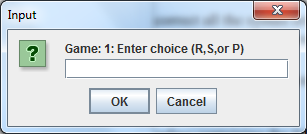 Input
Game: 1: Enter choice (R,S,or P)
OK
Cancel